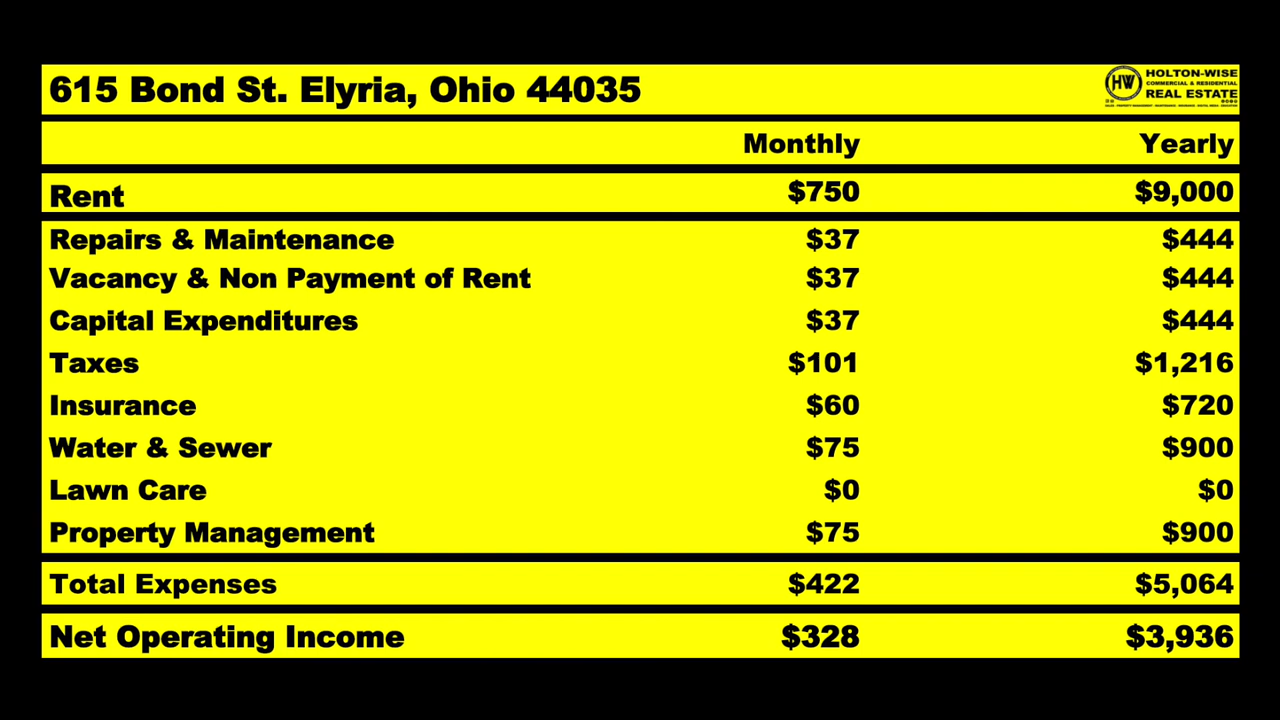 615 Bond St. Elyria, Ohio 44035
HOLTON-WISE
COMMERCIAL & RESIDENTIAL
REAL ESTATE
HW
Monthly Yearly
Rent $750 $9,000
Repairs & Maintenance $37 $444
Vacancy & Non Payment of Rent $37 $444
Capital Expenditures $37 $444
Taxes $101 $1,216
Insurance $60 $720
Water & Sewer $75 $900
Lawn Care $0 $0
Property Management $75 $900
Total Expenses $422 $5,064
Net Operating Income $328 $3,936